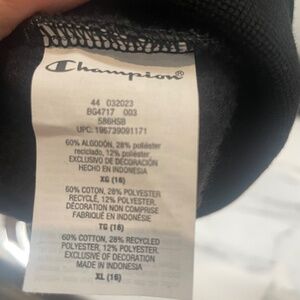 Champion®
44 032023
BG4717 003
586HSB
UPC: 196739091171
60% ALGODÓN, 28% poliéster
reciclado, 12% poliéster.
EXCLUSIVO DE DECORACIÓN
HECHO EN INDONESIA
XG (16)
60% COTON, 28% POLYESTER
RECYCLÉ, 12% POLYESTER,
DÉCORATION NON COMPRISE
FABRIQUÉ EN INDONÉSIE
TG (16)
60% COTTON, 28% RECYCLED
POLYESTER, 12% POLYESTER,
EXCLUSIVE OF DECORATION
MADE IN INDONESIA
XL (16)